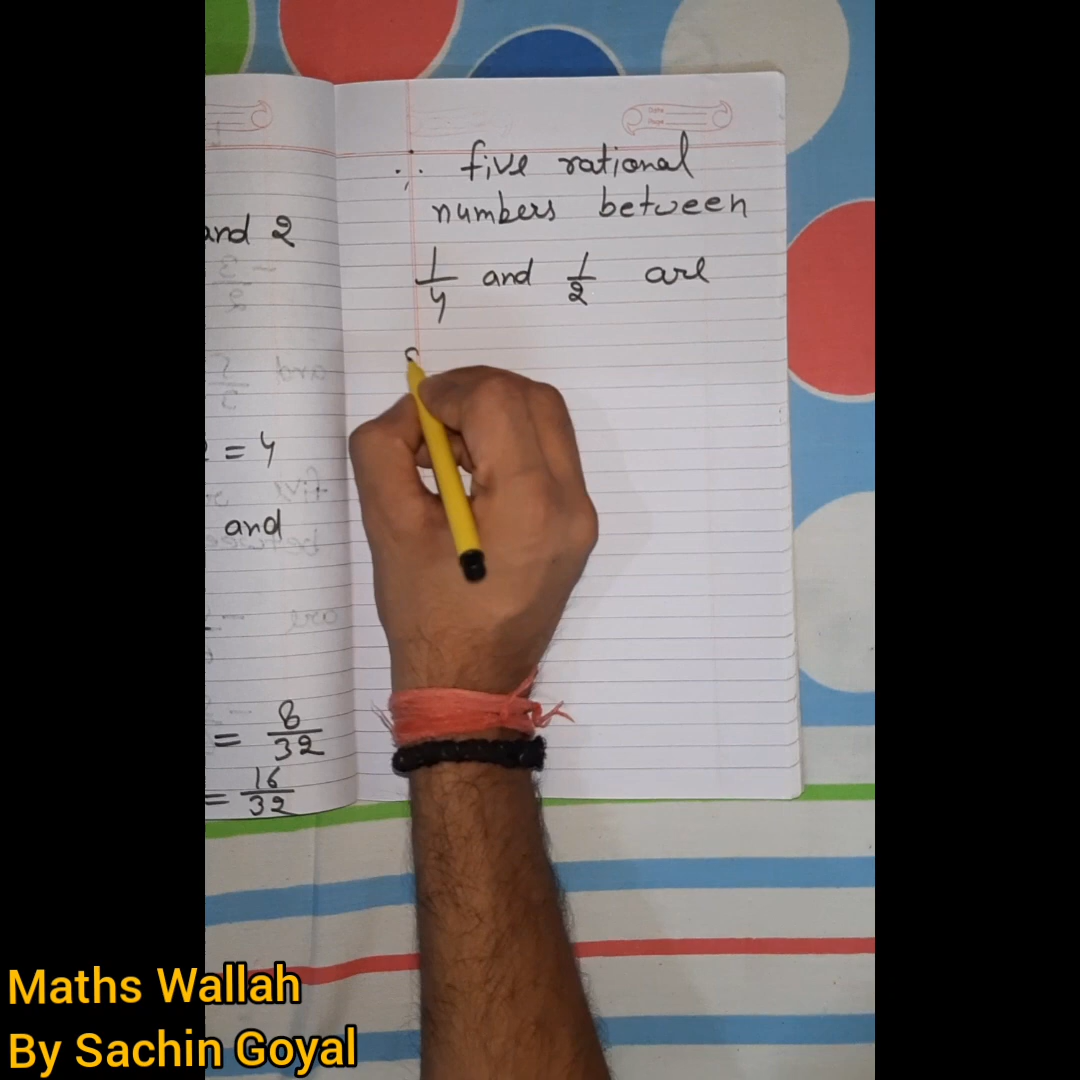 and 2
= 4
and
= 8/32
= 16/32
∴ five rational
numbers between
1/4 and 1/2 are
Maths Wallah
By Sachin Goyal